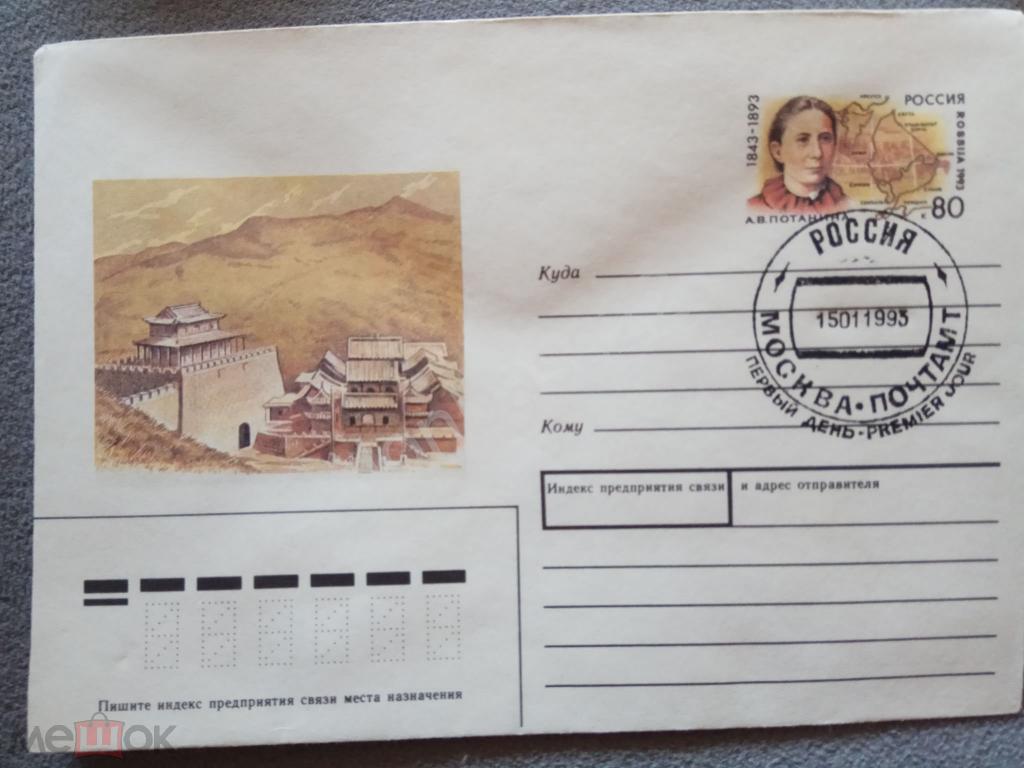 1843-1893
РОССИЯ
ROSSIJA 1993
А.В.ПОТАНИНА
к 80
РОССИЯ
15011993
МОСКВА • ПОЧТАМТ
ПЕРВЫЙ ДЕНЬ-PREMIER JOUR
Куда
Кому
Индекс предприятия связи
и адрес отправителя
Пишите индекс предприятия связи места назначения
мешок